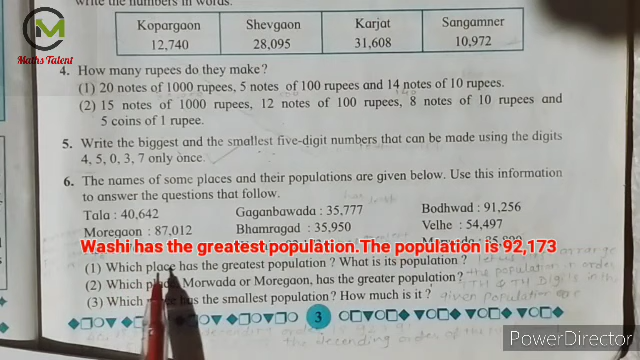 Write the numbers in words.
Kopargaon Shevgaon Karjat Sangamner
12,740 28,095 31,608 10,972
Maths Talent
4. How many rupees do they make?
(1) 20 notes of 1000 rupees, 5 notes of 100 rupees and 14 notes of 10 rupees.
(2) 15 notes of 1000 rupees, 12 notes of 100 rupees, 8 notes of 10 rupees and
5 coins of 1 rupee.
5. Write the biggest and the smallest five-digit numbers that can be made using the digits
4, 5, 0, 3, 7 only once.
6. The names of some places and their populations are given below. Use this information
to answer the questions that follow.
Tala : 40,642 Gaganbawada : 35,777 Bodhwad : 91,256
Moregaon : 87,012 Bhamragad : 35,950 Velhe : 54,497
Washi has the greatest population.The population is 92,173
(1) Which place has the greatest population ? What is its population ?
(2) Which place, Morwada or Moregaon, has the greater population ?
(3) Which place has the smallest population ? How much is it ?
3
PowerDirector